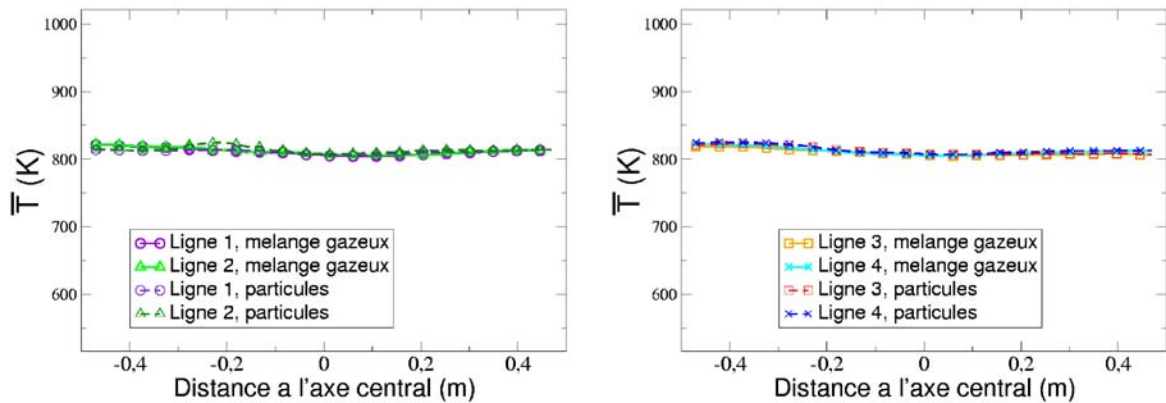 1000
900
800
700
600
T (K)
Ligne 1, melange gazeux
Ligne 2, melange gazeux
Ligne 1, particules
Ligne 2, particules
-0,4 -0,2 0 0,2 0,4
Distance a l'axe central (m)
1000
900
800
700
600
T (K)
Ligne 3, melange gazeux
Ligne 4, melange gazeux
Ligne 3, particules
Ligne 4, particules
-0,4 -0,2 0 0,2 0,4
Distance a l'axe central (m)